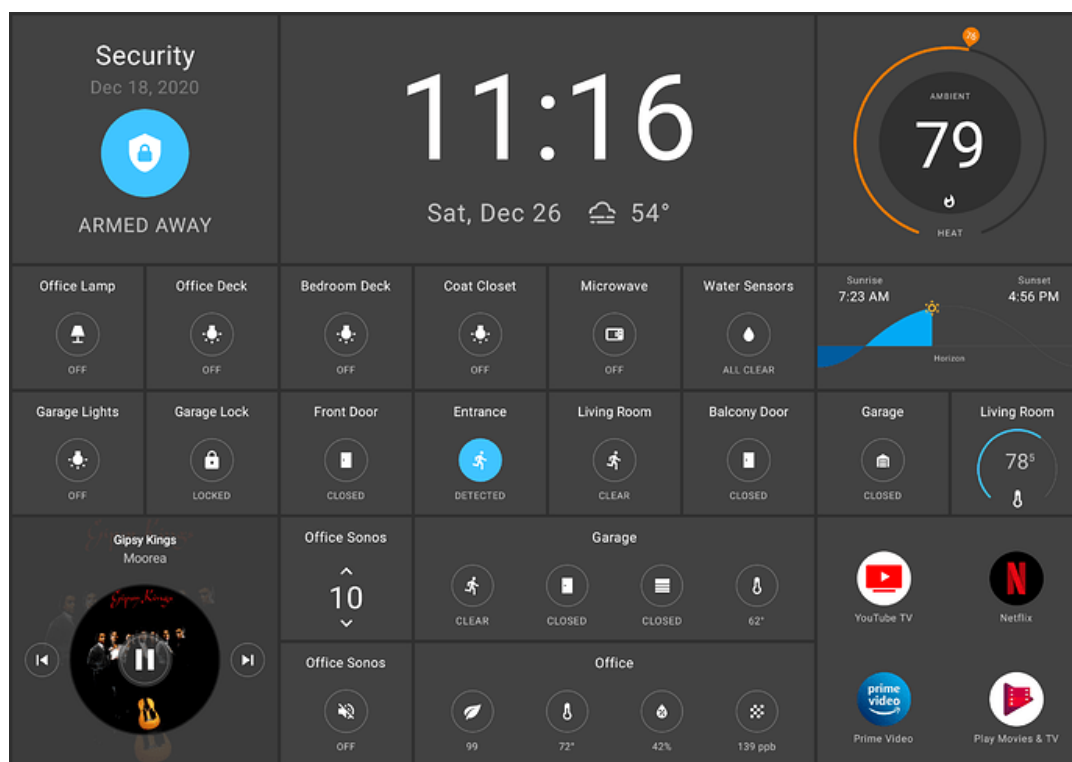 Security
Dec 18, 2020
ARMED AWAY
11:16
Sat, Dec 26 54°
76
AMBIENT
79
HEAT
Office Lamp
OFF
Office Deck
OFF
Bedroom Deck
OFF
Coat Closet
OFF
Microwave
OFF
Water Sensors
ALL CLEAR
Sunrise
7:23 AM
Sunset
4:56 PM
Horizon
Garage Lights
OFF
Garage Lock
LOCKED
Front Door
CLOSED
Entrance
DETECTED
Living Room
CLEAR
Balcony Door
CLOSED
Garage
CLOSED
Living Room
78⁵
Gipsy Kings
Moorea
Gipsy Kings
Office Sonos
10
Garage
CLEAR
CLOSED
CLOSED
62°
Office Sonos
OFF
Office
99
72°
42%
139 ppb
YouTube TV
N
Netflix
prime
video
Prime Video
Play Movies & TV